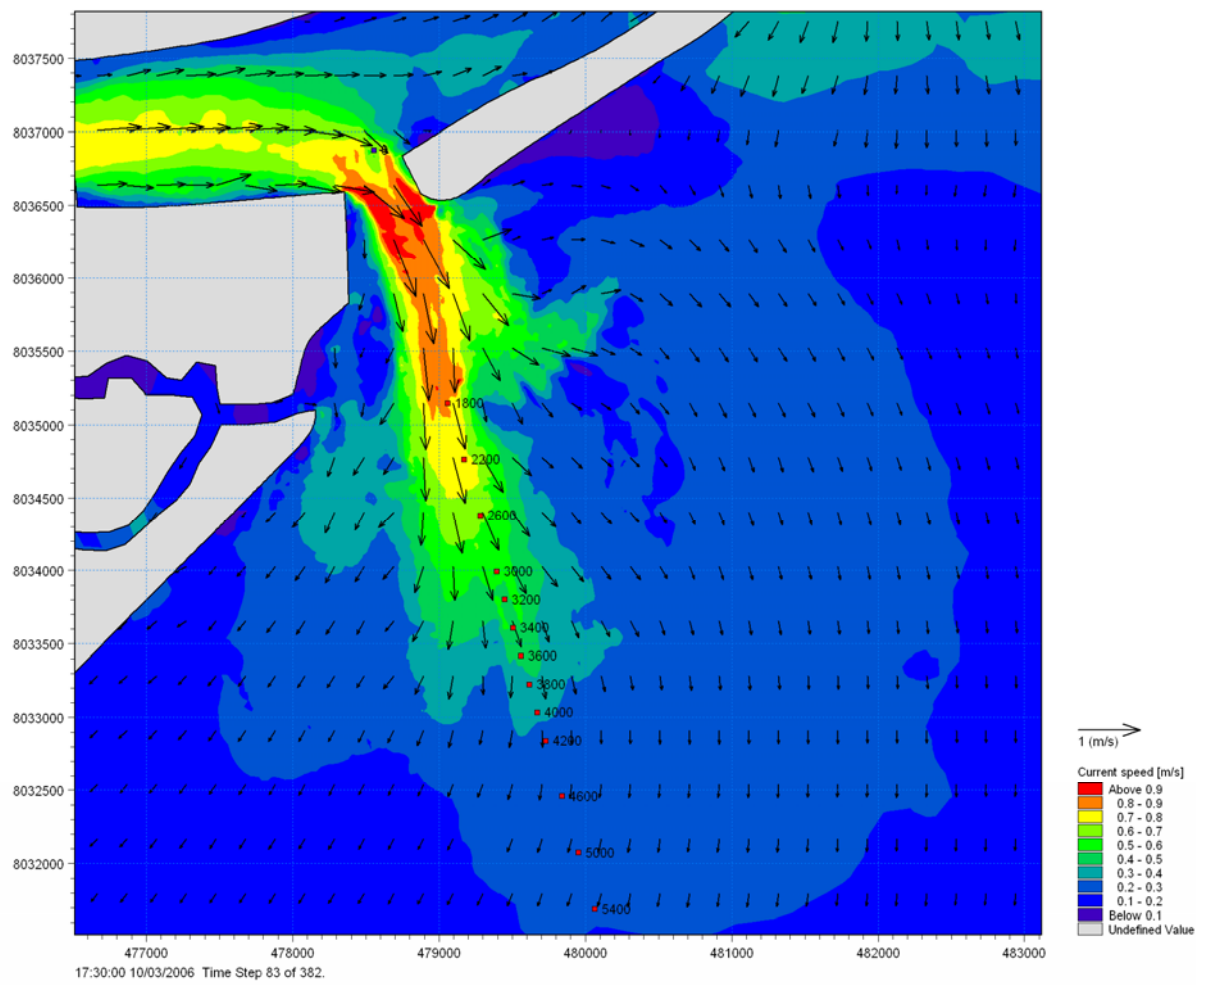 8037500
8037000
0
8036500
8036000
8035500
8035000
1800
2200
8034500
2600
8034000
3000
3200
3400
8033500
3600
3800
8033000
4000
4200
8032500
4600
8032000
5000
5400
477000 478000 479000 480000 481000 482000 483000
17:30:00 10/03/2006 Time Step 83 of 382.
1 (m/s)
Current speed [m/s]
Above 0.9
0.8 - 0.9
0.7 - 0.8
0.6 - 0.7
0.5 - 0.6
0.4 - 0.5
0.3 - 0.4
0.2 - 0.3
0.1 - 0.2
Below 0.1
Undefined Value